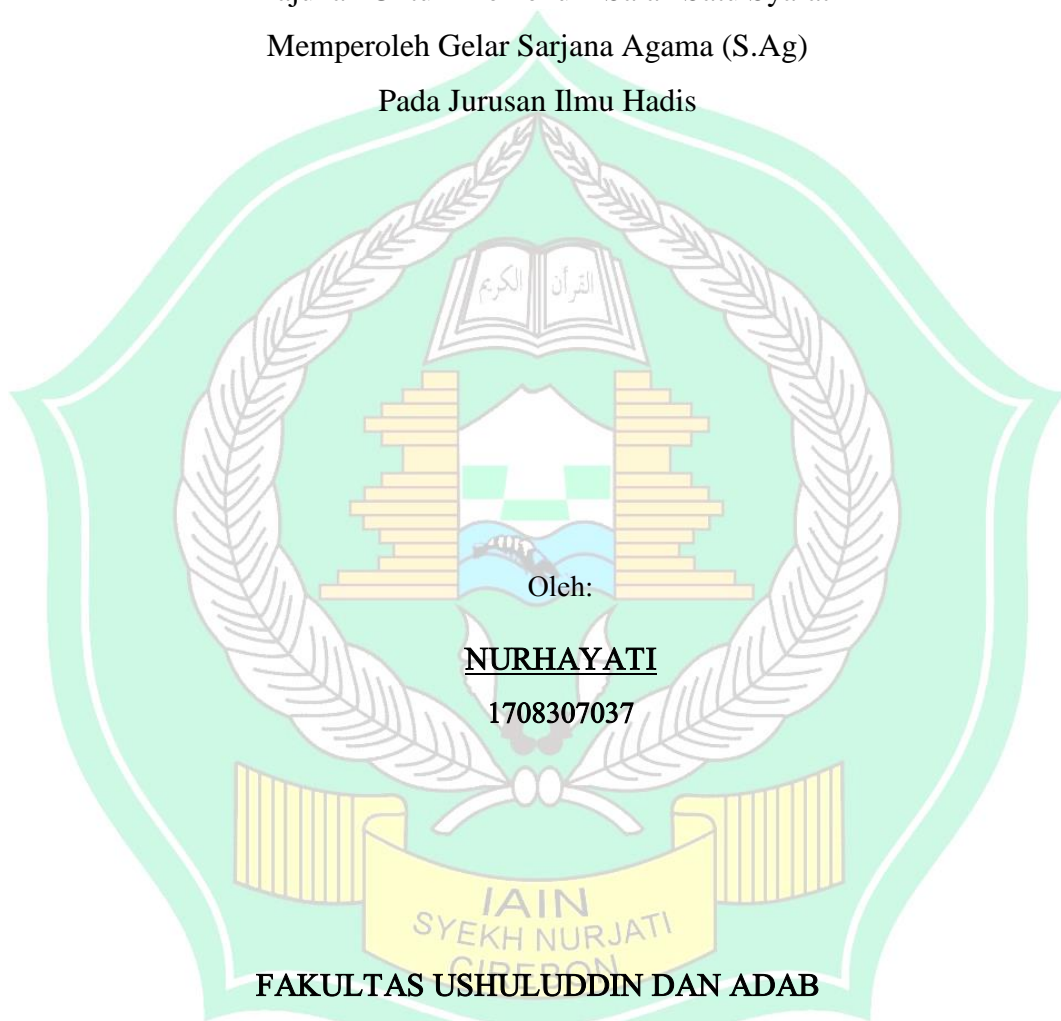 Memperoleh Gelar Sarjana Agama (S.Ag)
Pada Jurusan Ilmu Hadis
القرآن الكريم
Oleh:
NURHAYATI
1708307037
IAIN
SYEKH NURJATI
CIREBON
FAKULTAS USHULUDDIN DAN ADAB